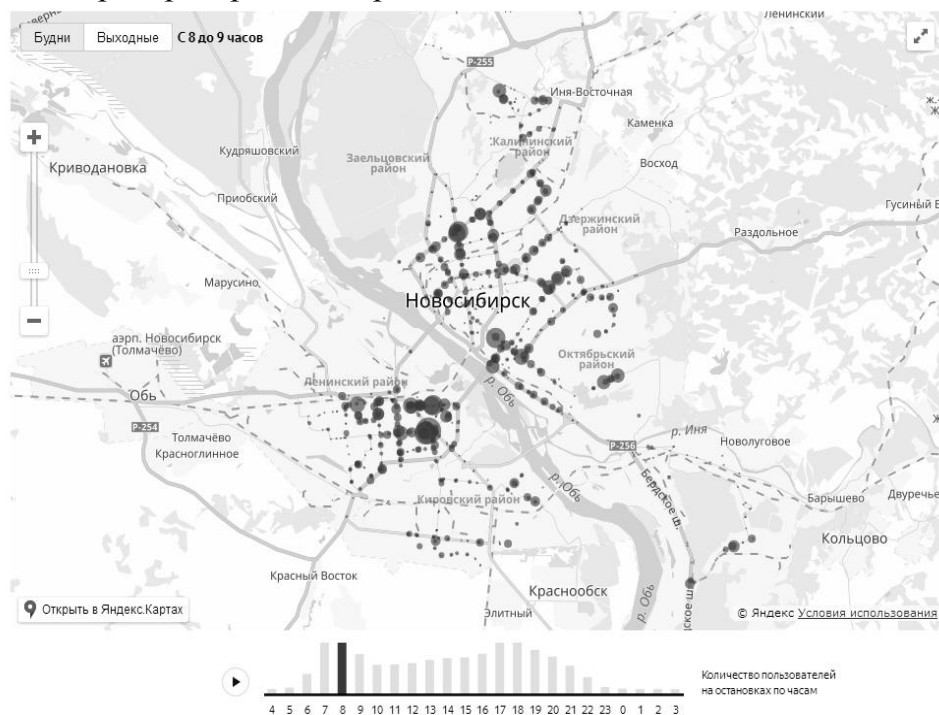 Ленинский
Будни
Выходные
С 8 до 9 часов
Р-255
Иня-Восточная
Каменка
Кудряшовский
Заельцовский
район
Калининский
район
Криводановка
Восход
Приобский
Гусиный Б
Дзержинский
район
Раздольное
Марусино
Новосибирск
аэрп. Новосибирск
(Толмачёво)
Октябрьский
район
Ленинский район
р. Обь
Обь
Р-254
Толмачёво
Красноглинное
Р-256
р. Иня
Новолуговое
р. Обь
Бердское ш.
Кировский район
Барышево
Двуречье
Кольцово
Красный Восток
Краснообск
р. Обь
Элитный
дское ш
Открыть в Яндекс.Картах
© Яндекс Условия использования
Количество пользователей
на остановках по часам
4 5 6 7 8 9 10 11 12 13 14 15 16 17 18 19 20 21 22 23 0 1 2 3